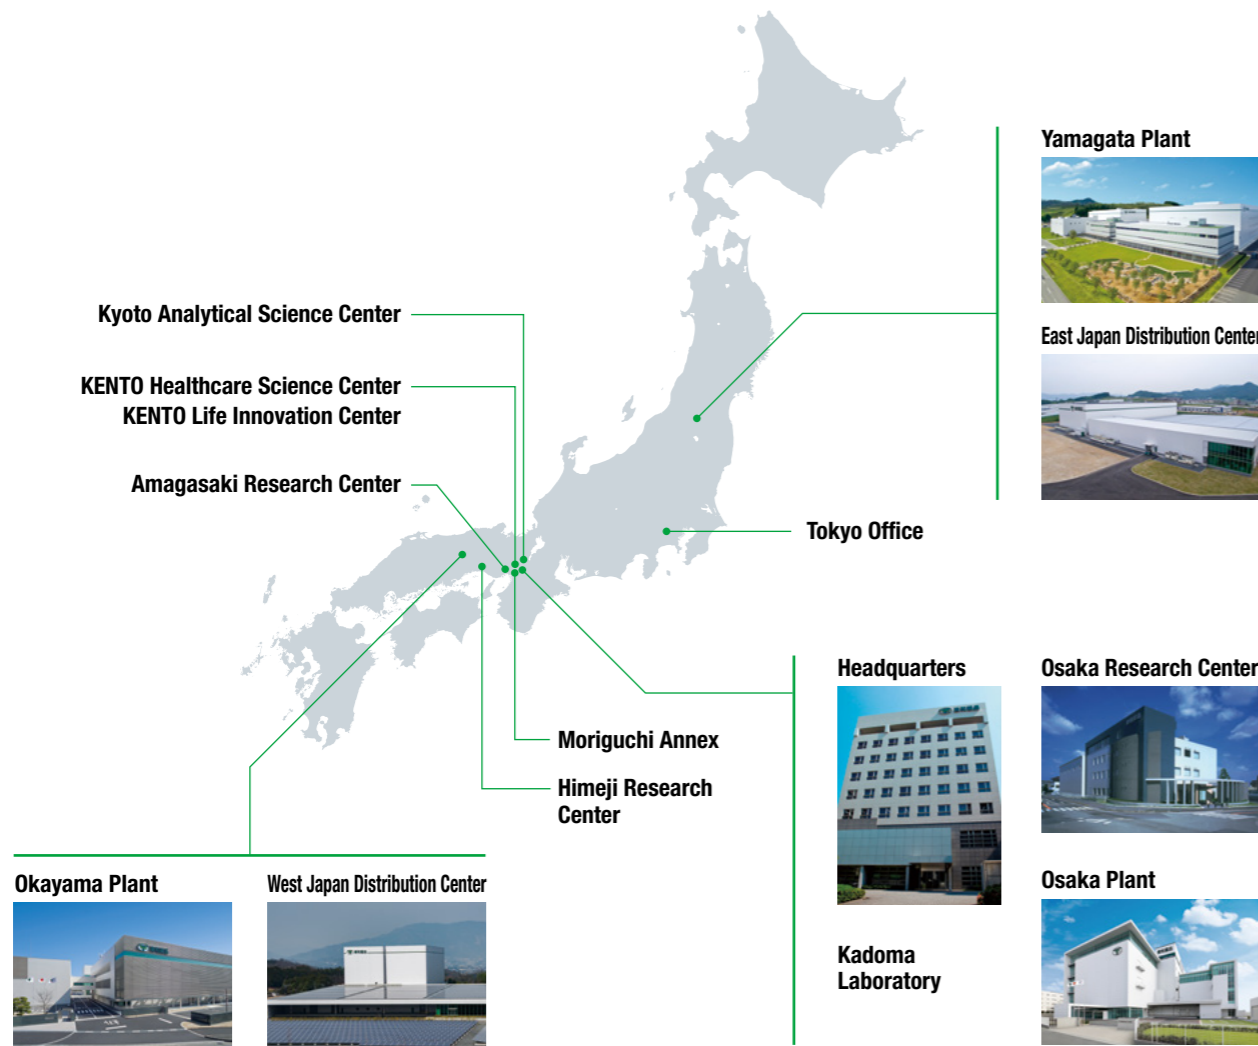 Yamagata Plant
East Japan Distribution Center
Kyoto Analytical Science Center
KENTO Healthcare Science Center
KENTO Life Innovation Center
Amagasaki Research Center
Tokyo Office
Headquarters
Osaka Research Center
Moriguchi Annex
Himeji Research
Center
Osaka Plant
Kadoma
Laboratory
Okayama Plant
West Japan Distribution Center